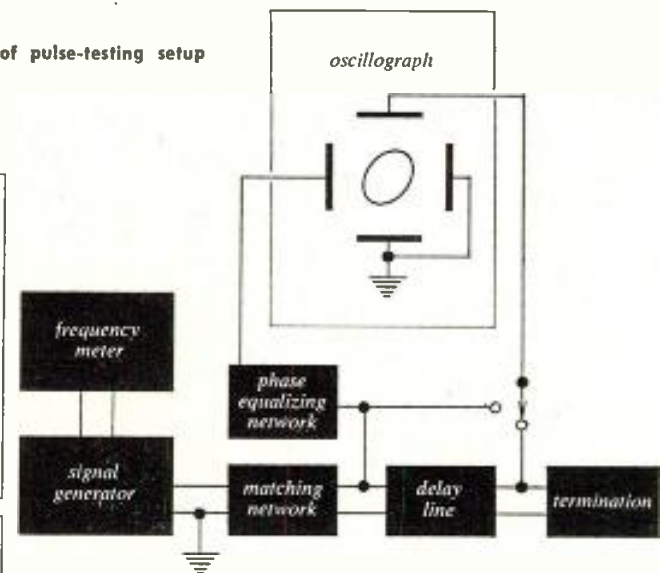 of pulse-testing setup
oscillograph
frequency
meter
phase
equalizing
network
signal
generator
matching
network
delay
line
termination